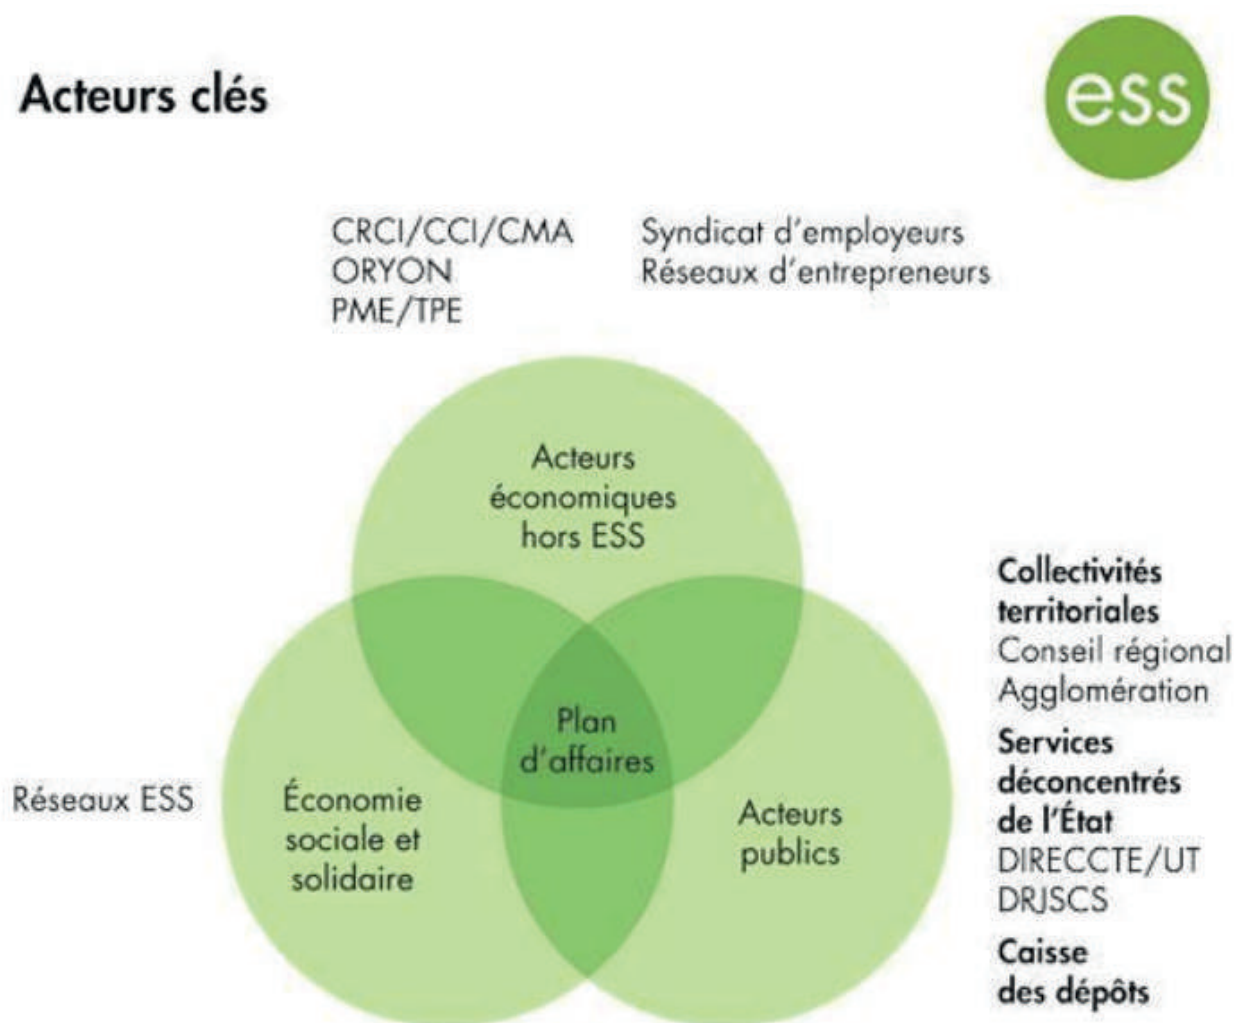 Acteurs clés
ess
CRCI/CCI/CMA
ORYON
PME/TPE
Syndicat d'employeurs
Réseaux d'entrepreneurs
Acteurs
économiques
hors ESS
Plan
d'affaires
Réseaux ESS
Économie
sociale et
solidaire
Acteurs
publics
Collectivités
territoriales
Conseil régional
Agglomération
Services
déconcentrés
de l'État
DIRECCTE/UT
DRJSCS
Caisse
des dépôts